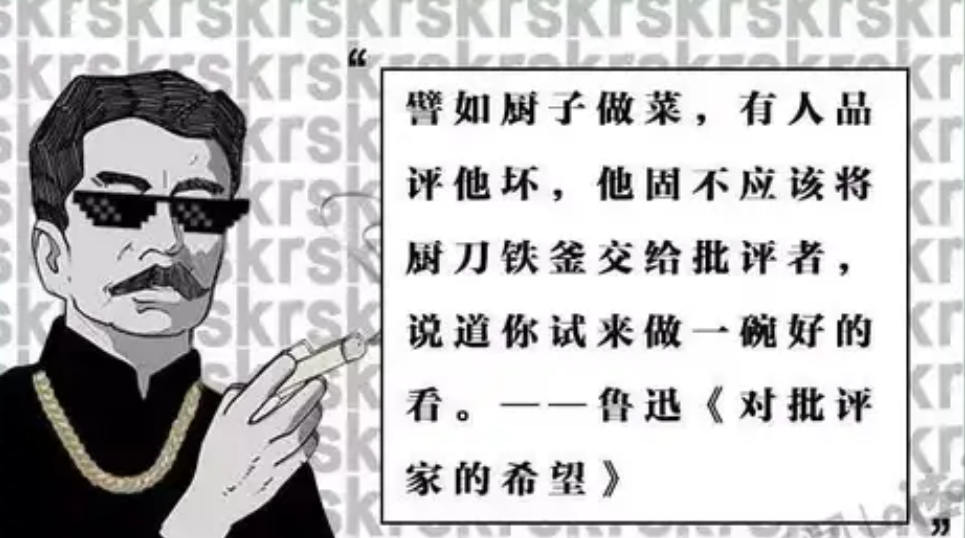 skrskrskrskrskrskr
“
譬如厨子做菜，有人品
评他坏，他固不应该将
厨刀铁釜交给批评者，
说道你试来做一碗好的
看。——鲁迅《对批评
家的希望》
”